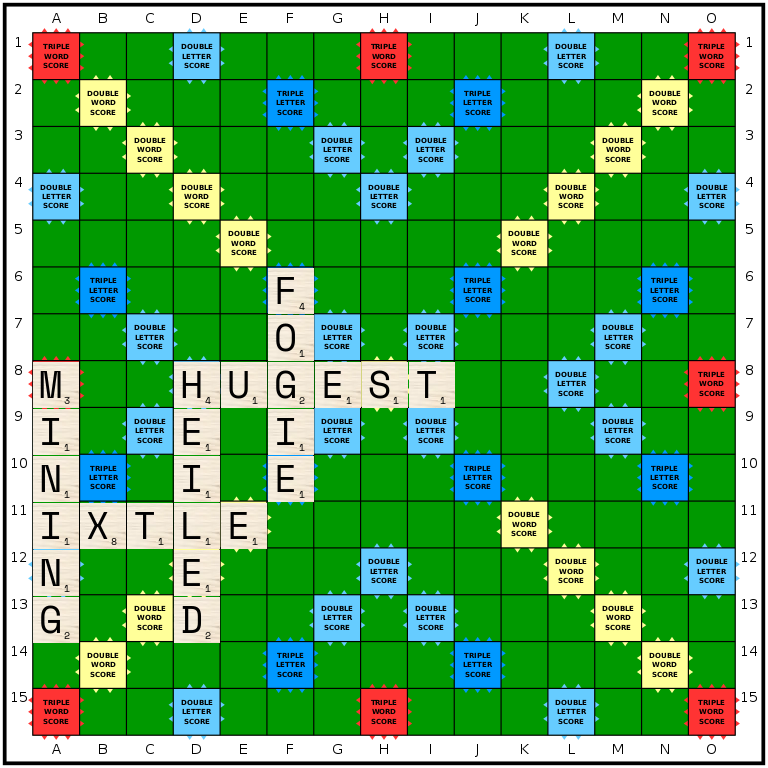 A B C D E F G H I J K L M N O
1 1
TRIPLE DOUBLE TRIPLE DOUBLE TRIPLE
WORD LETTER WORD LETTER WORD
SCORE SCORE SCORE SCORE SCORE
2 2
DOUBLE TRIPLE TRIPLE DOUBLE
WORD LETTER LETTER WORD
SCORE SCORE SCORE SCORE
3 3
DOUBLE DOUBLE DOUBLE DOUBLE
WORD LETTER LETTER WORD
SCORE SCORE SCORE SCORE
4 4
DOUBLE DOUBLE DOUBLE DOUBLE DOUBLE
LETTER WORD LETTER WORD LETTER
SCORE SCORE SCORE SCORE SCORE
5 5
DOUBLE DOUBLE
WORD WORD
SCORE SCORE
6 6
TRIPLE TRIPLE TRIPLE
LETTER F4 LETTER LETTER
SCORE SCORE SCORE
7 7
DOUBLE DOUBLE DOUBLE DOUBLE
LETTER O1 LETTER LETTER LETTER
SCORE SCORE SCORE SCORE
8 8
DOUBLE TRIPLE
M3 H4 U1 G2 E1 S1 T1 LETTER WORD
SCORE SCORE
9 9
DOUBLE DOUBLE DOUBLE DOUBLE
I1 LETTER E1 I1 LETTER LETTER LETTER
SCORE SCORE SCORE SCORE
10 10
TRIPLE TRIPLE TRIPLE
N1 LETTER I1 E1 LETTER LETTER
SCORE SCORE SCORE
11 11
DOUBLE
I1 X8 T1 L1 E1 WORD
SCORE
12 12
DOUBLE DOUBLE DOUBLE
N1 E1 LETTER WORD LETTER
SCORE SCORE SCORE
13 13
DOUBLE DOUBLE DOUBLE DOUBLE
G2 WORD D2 LETTER LETTER WORD
SCORE SCORE SCORE SCORE
14 14
DOUBLE TRIPLE TRIPLE DOUBLE
WORD LETTER LETTER WORD
SCORE SCORE SCORE SCORE
15 15
TRIPLE DOUBLE TRIPLE DOUBLE TRIPLE
WORD LETTER WORD LETTER WORD
SCORE SCORE SCORE SCORE SCORE
A B C D E F G H I J K L M N O